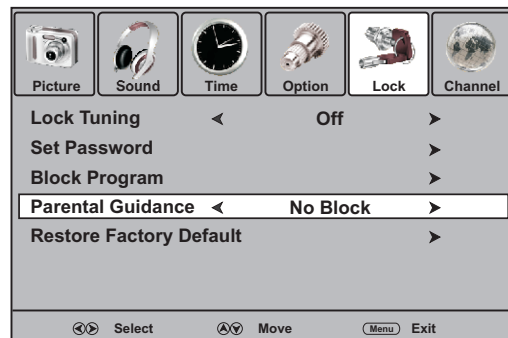 Picture Sound Time Option Lock Channel
Lock Tuning Off
Set Password
Block Program
Parental Guidance No Block
Restore Factory Default
Select Move Menu Exit